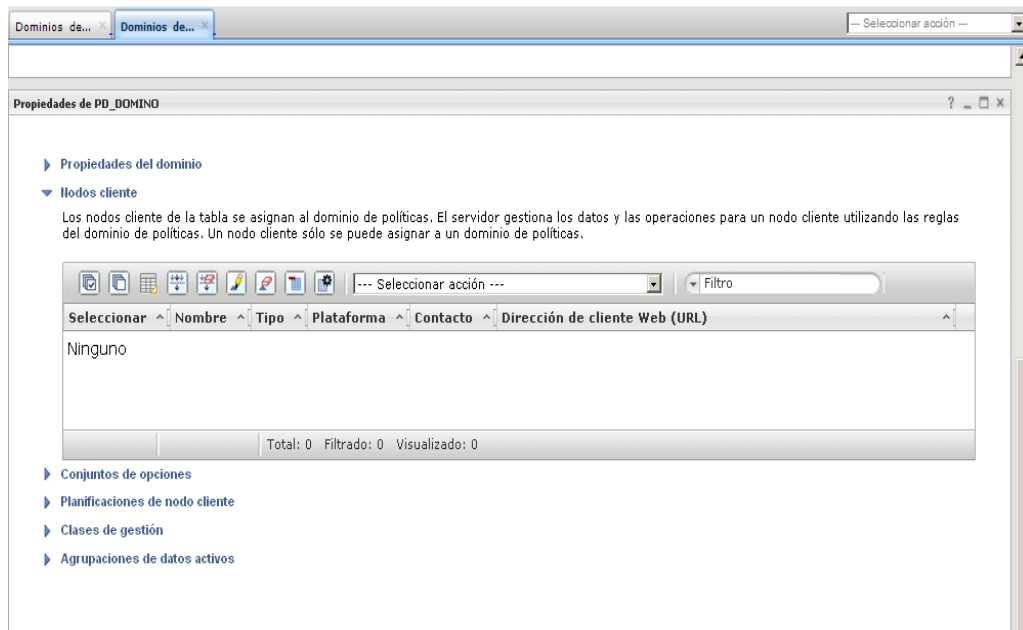 Dominios de...
Dominios de...
--- Seleccionar acción ---
Propiedades de PD_DOMINO
Propiedades del dominio
Nodos cliente
Los nodos cliente de la tabla se asignan al dominio de políticas. El servidor gestiona los datos y las operaciones para un nodo cliente utilizando las reglas
del dominio de políticas. Un nodo cliente sólo se puede asignar a un dominio de políticas.
--- Seleccionar acción ---
Filtro
Seleccionar Nombre Tipo Plataforma Contacto Dirección de cliente Web (URL)
Ninguno
Total: 0 Filtrado: 0 Visualizado: 0
Conjuntos de opciones
Planificaciones de nodo cliente
Clases de gestión
Agrupaciones de datos activos